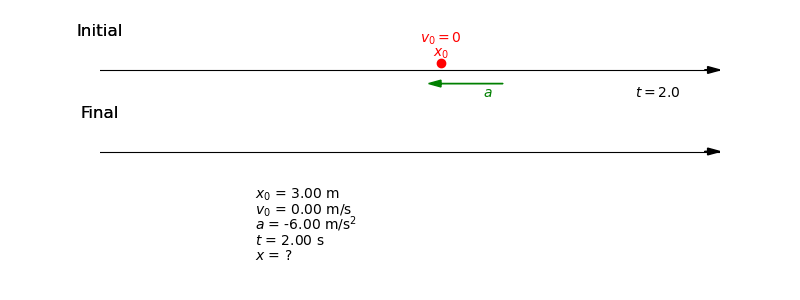 Initial
v₀ = 0
x₀
a
t = 2.0
Final
x₀ = 3.00 m
v₀ = 0.00 m/s
a = -6.00 m/s²
t = 2.00 s
x = ?